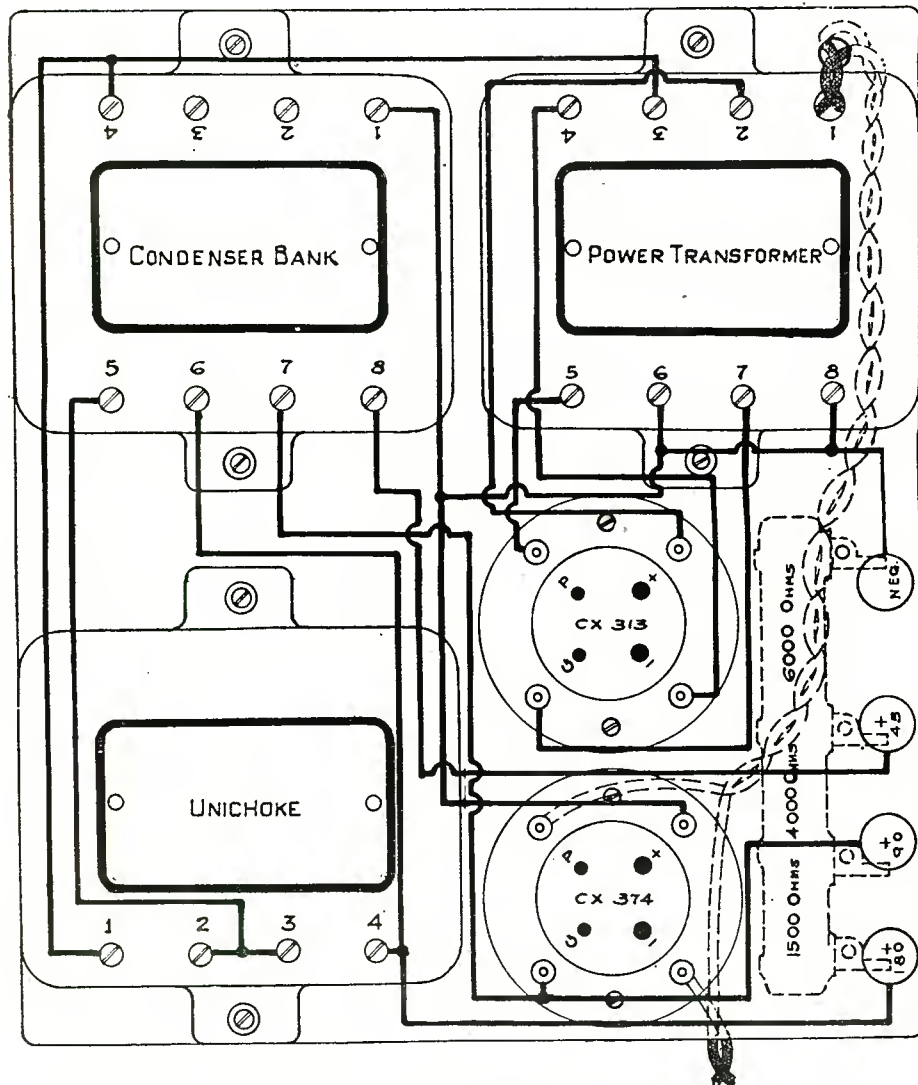 4 3 2 1
CONDENSER BANK
5 6 7 8
4 3 2 1
POWER TRANSFORMER
5 6 7 8
UNICHOKE
1 2 3 4
P X
CX 313
G -
P X
CX 374
G -
6000 OHMS
4000 OHMS
1500 OHMS
NEG.
+
45
+
90
+
180